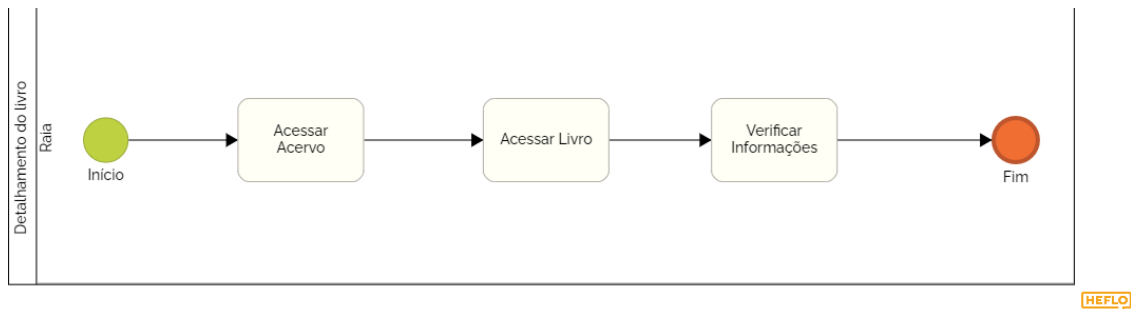 Detalhamento do livro
Raia
Início
Acessar
Acervo
Acessar Livro
Verificar
Informações
Fim
HEFLO